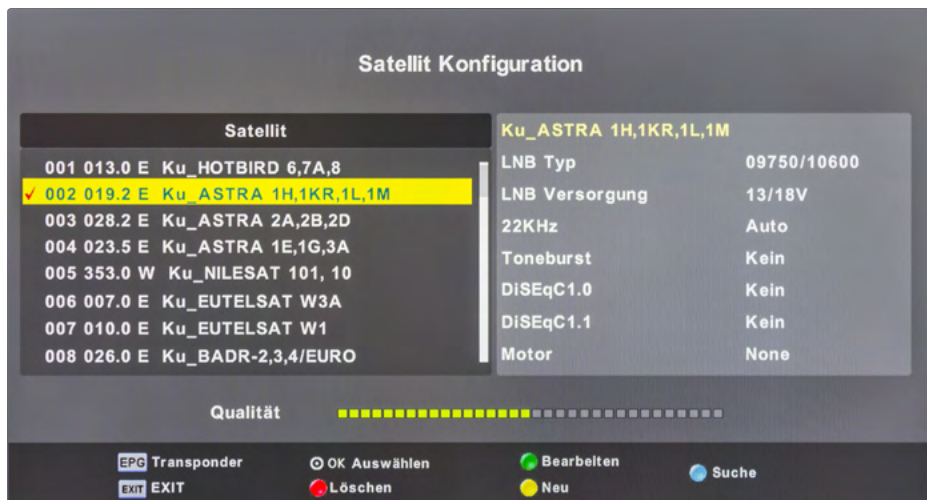 Satellit Konfiguration
Satellit
001 013.0 E Ku_HOTBIRD 6,7A,8
002 019.2 E Ku_ASTRA 1H,1KR,1L,1M
003 028.2 E Ku_ASTRA 2A,2B,2D
004 023.5 E Ku_ASTRA 1E,1G,3A
005 353.0 W Ku_NILESAT 101, 10
006 007.0 E Ku_EUTELSAT W3A
007 010.0 E Ku_EUTELSAT W1
008 026.0 E Ku_BADR-2,3,4/EURO
Ku_ASTRA 1H,1KR,1L,1M
LNB Typ 09750/10600
LNB Versorgung 13/18V
22KHz Auto
Toneburst Kein
DiSEqC1.0 Kein
DiSEqC1.1 Kein
Motor None
Qualität
EPG Transponder
OK Auswählen
Bearbeiten
Suche
EXIT EXIT
Löschen
Neu